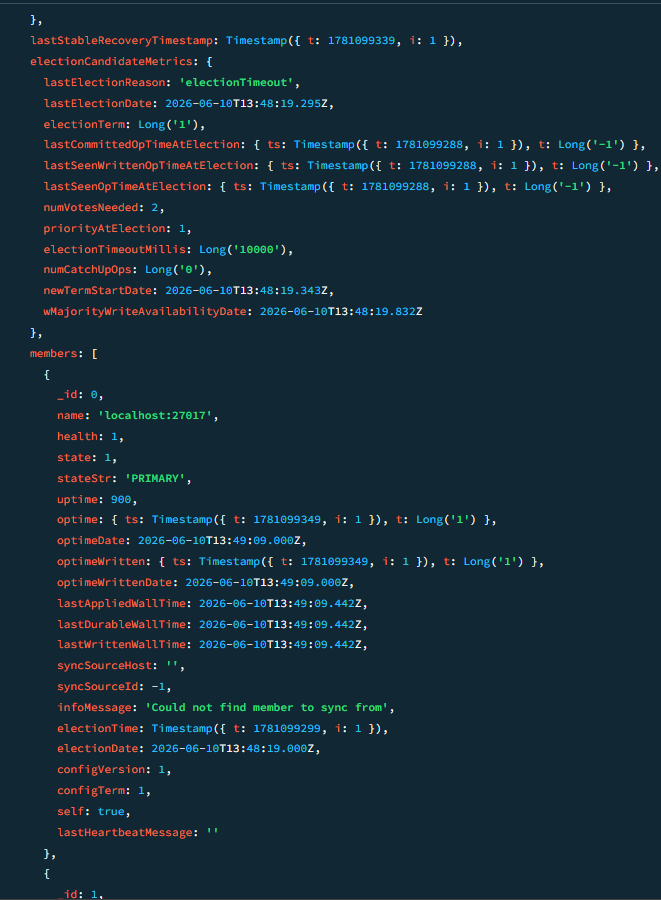 },
lastStableRecoveryTimestamp: Timestamp({ t: 1781099339, i: 1 }),
electionCandidateMetrics: {
lastElectionReason: 'electionTimeout',
lastElectionDate: 2026-06-10T13:48:19.295Z,
electionTerm: Long('1'),
lastCommittedOpTimeAtElection: { ts: Timestamp({ t: 1781099288, i: 1 }), t: Long('-1') },
lastSeenWrittenOpTimeAtElection: { ts: Timestamp({ t: 1781099288, i: 1 }), t: Long('-1') },
lastSeenOpTimeAtElection: { ts: Timestamp({ t: 1781099288, i: 1 }), t: Long('-1') },
numVotesNeeded: 2,
priorityAtElection: 1,
electionTimeoutMillis: Long('10000'),
numCatchUpOps: Long('0'),
newTermStartDate: 2026-06-10T13:48:19.343Z,
wMajorityWriteAvailabilityDate: 2026-06-10T13:48:19.832Z
},
members: [
{
_id: 0,
name: 'localhost:27017',
health: 1,
state: 1,
stateStr: 'PRIMARY',
uptime: 900,
optime: { ts: Timestamp({ t: 1781099349, i: 1 }), t: Long('1') },
optimeDate: 2026-06-10T13:49:09.000Z,
optimeWritten: { ts: Timestamp({ t: 1781099349, i: 1 }), t: Long('1') },
optimeWrittenDate: 2026-06-10T13:49:09.000Z,
lastAppliedWallTime: 2026-06-10T13:49:09.442Z,
lastDurableWallTime: 2026-06-10T13:49:09.442Z,
lastWrittenWallTime: 2026-06-10T13:49:09.442Z,
syncSourceHost: '',
syncSourceId: -1,
infoMessage: 'Could not find member to sync from',
electionTime: Timestamp({ t: 1781099299, i: 1 }),
electionDate: 2026-06-10T13:48:19.000Z,
configVersion: 1,
configTerm: 1,
self: true,
lastHeartbeatMessage: ''
},
{
_id: 1,